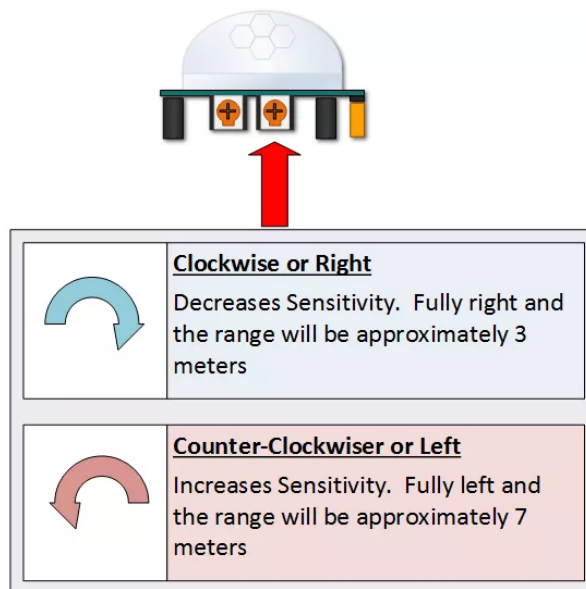 Clockwise or Right
Decreases Sensitivity. Fully right and
the range will be approximately 3
meters
Counter-Clockwiser or Left
Increases Sensitivity. Fully left and
the range will be approximately 7
meters